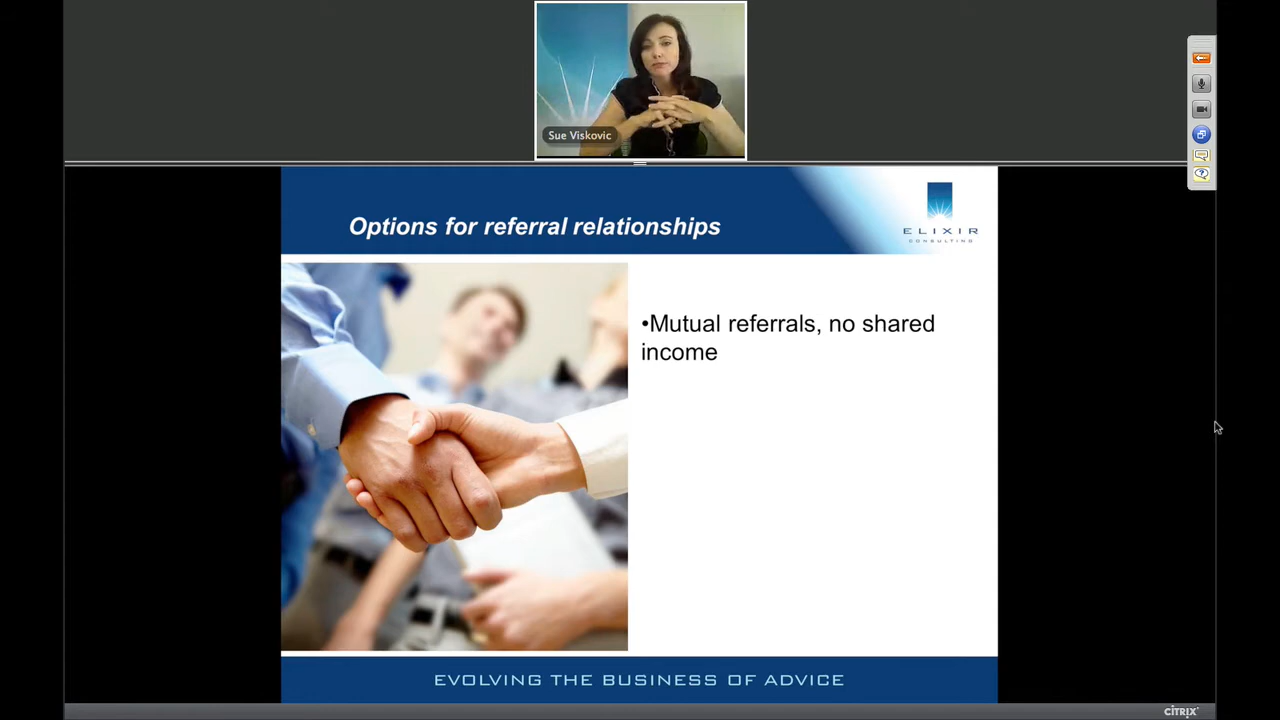 Sue Viskovic
Options for referral relationships
ELIXIR
CONSULTING
•Mutual referrals, no shared
income
EVOLVING THE BUSINESS OF ADVICE
CITRIX